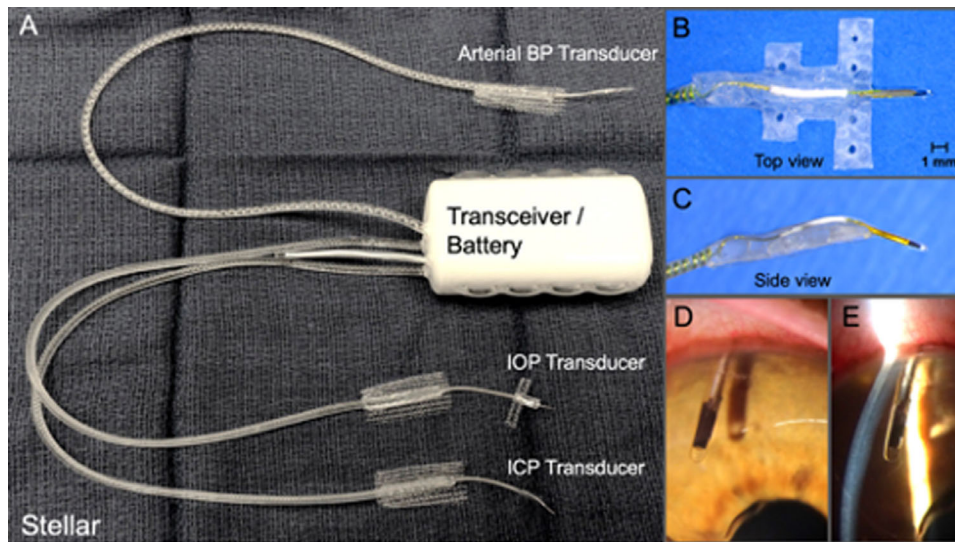 A
Arterial BP Transducer
Transceiver /
Battery
IOP Transducer
ICP Transducer
Stellar
B
Top view
1 mm
C
Side view
D
E